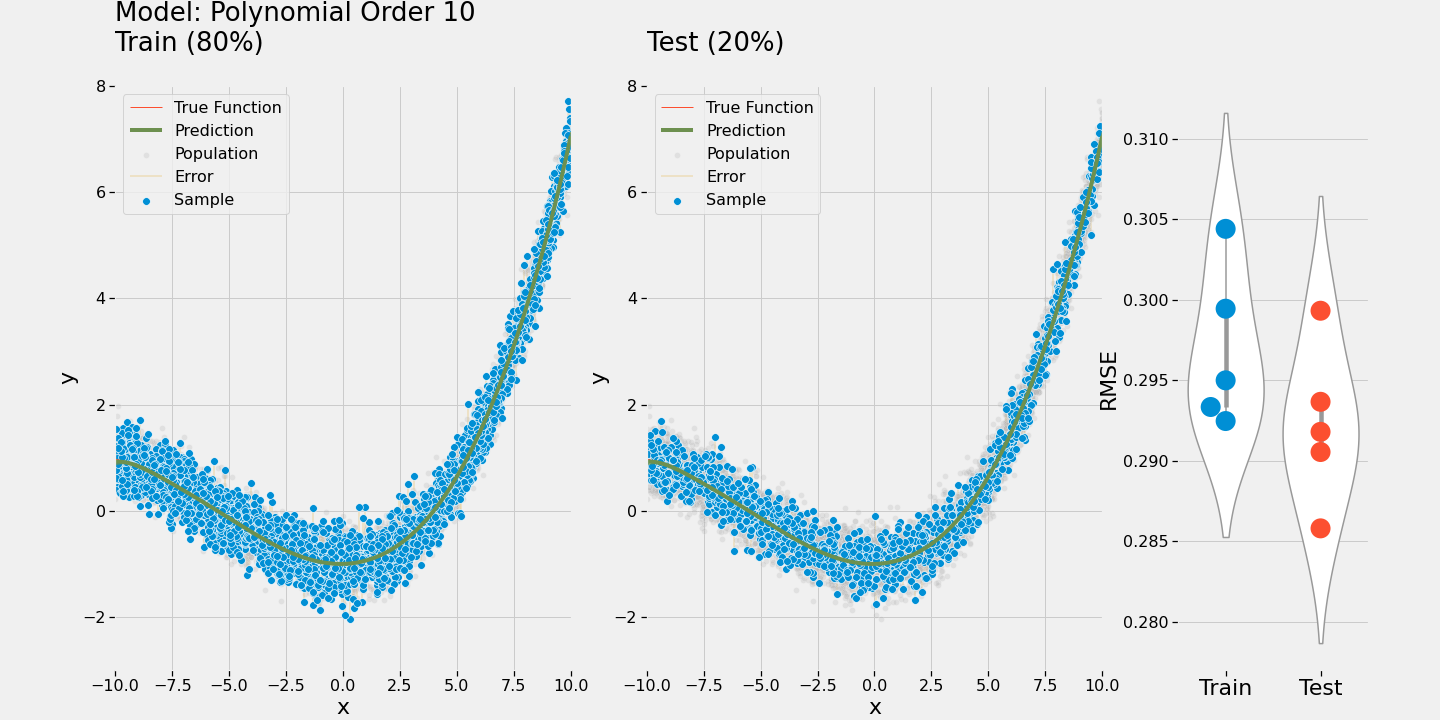 Model: Polynomial Order 10
Train (80%)
8
6
4
2
0
−2
y
True Function
Prediction
Population
Error
Sample
−10.0 −7.5 −5.0 −2.5 0.0 2.5 5.0 7.5 10.0
x
Test (20%)
8
6
4
2
0
−2
y
True Function
Prediction
Population
Error
Sample
−10.0 −7.5 −5.0 −2.5 0.0 2.5 5.0 7.5 10.0
x
0.310
0.305
0.300
0.295
0.290
0.285
0.280
RMSE
Train Test